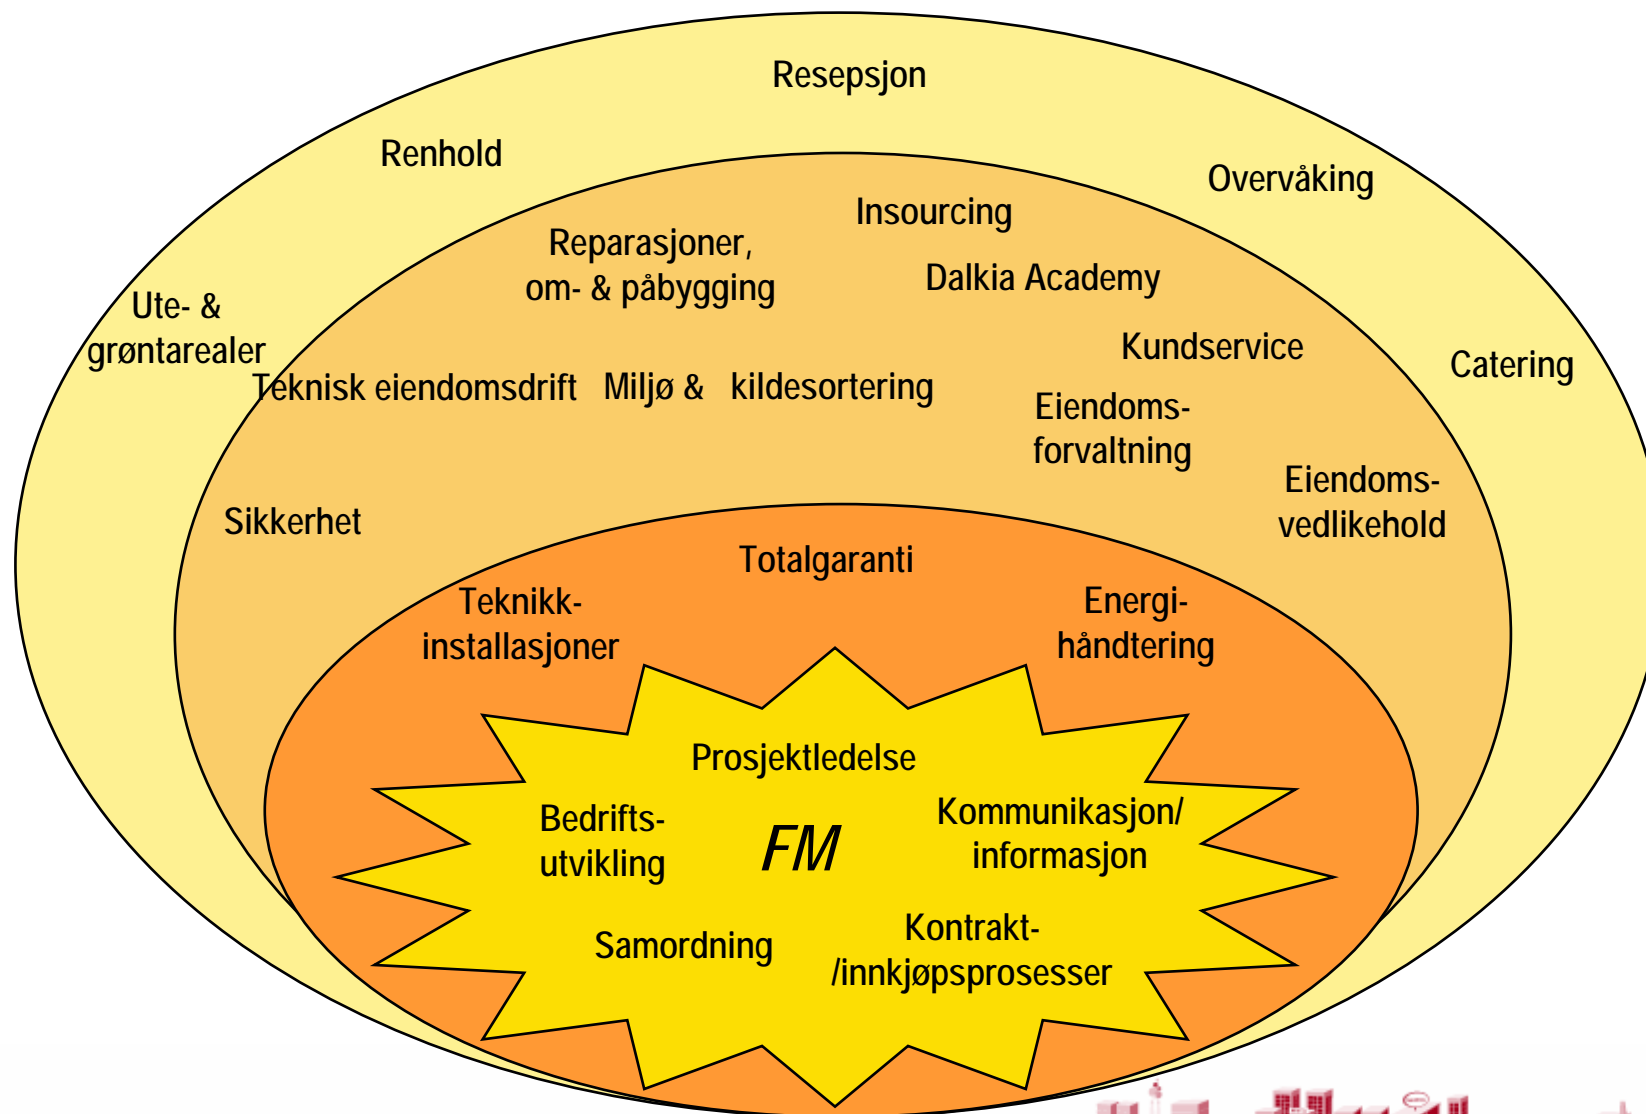 Resepsjon
Renhold
Overvåking
Insourcing
Reparasjoner,
om- & påbygging
Dalkia Academy
Ute- &
grøntarealer
Kundservice
Catering
Teknisk eiendomsdrift
Miljø & kildesortering
Eiendoms-
forvaltning
Eiendoms-
vedlikehold
Sikkerhet
Totalgaranti
Teknikk-
installasjoner
Energi-
håndtering
Prosjektledelse
Bedrifts-
utvikling
FM
Kommunikasjon/
informasjon
Samordning
Kontrakt-
/innkjøpsprosesser